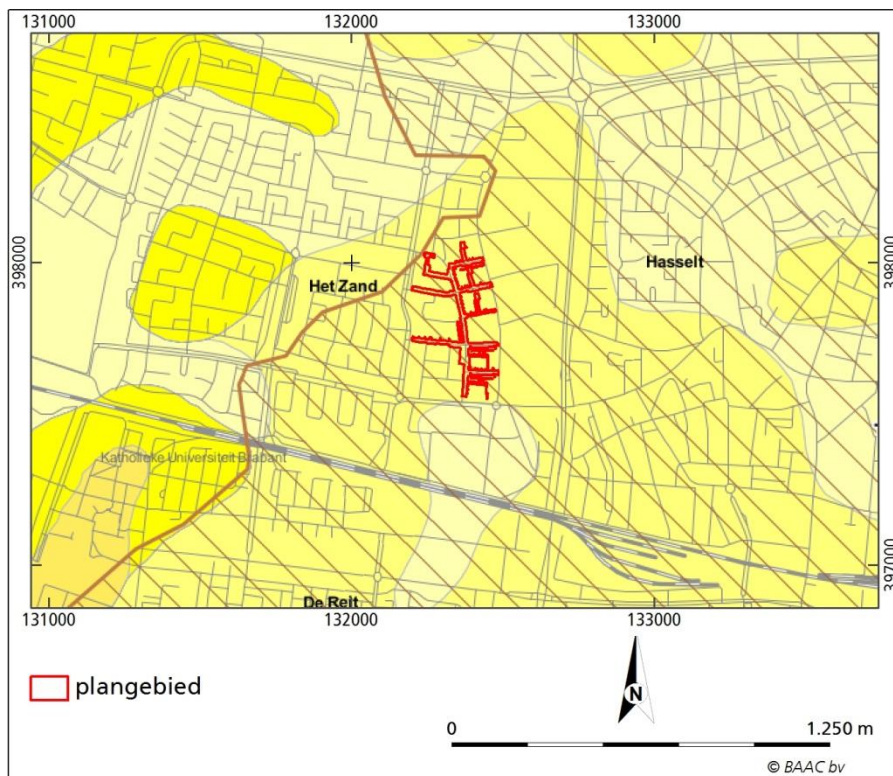 131000 132000 133000
398000 398000
Hasselt
Het Zand
Katholieke Universiteit Brabant
397000 397000
De Reit
131000 132000 133000
plangebied
N
0 1.250 m
© BAAC bv